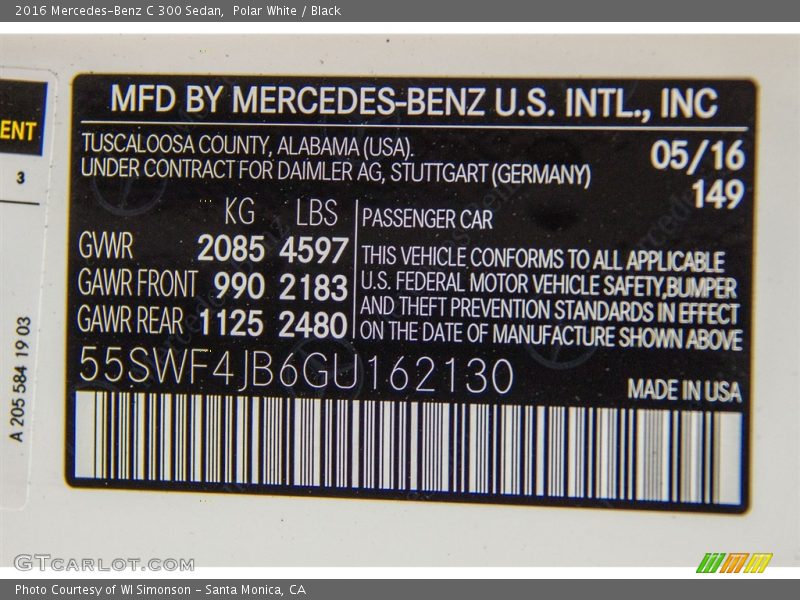 2016 Mercedes-Benz C 300 Sedan,  Polar White / Black
MFD BY MERCEDES-BENZ U.S. INTL., INC
ENT
TUSCALOOSA COUNTY, ALABAMA (USA).
UNDER CONTRACT FOR DAIMLER AG, STUTTGART (GERMANY)
05/16
149
3
KG LBS
GVWR 2085 4597
GAWR FRONT 990 2183
GAWR REAR 1125 2480
PASSENGER CAR
THIS VEHICLE CONFORMS TO ALL APPLICABLE
U.S. FEDERAL MOTOR VEHICLE SAFETY,BUMPER
AND THEFT PREVENTION STANDARDS IN EFFECT
ON THE DATE OF MANUFACTURE SHOWN ABOVE
55SWF4JB6GU162130
MADE IN USA
A 205 584 19 03
GTCARLOT.COM
Photo Courtesy of WI Simonson - Santa Monica, CA